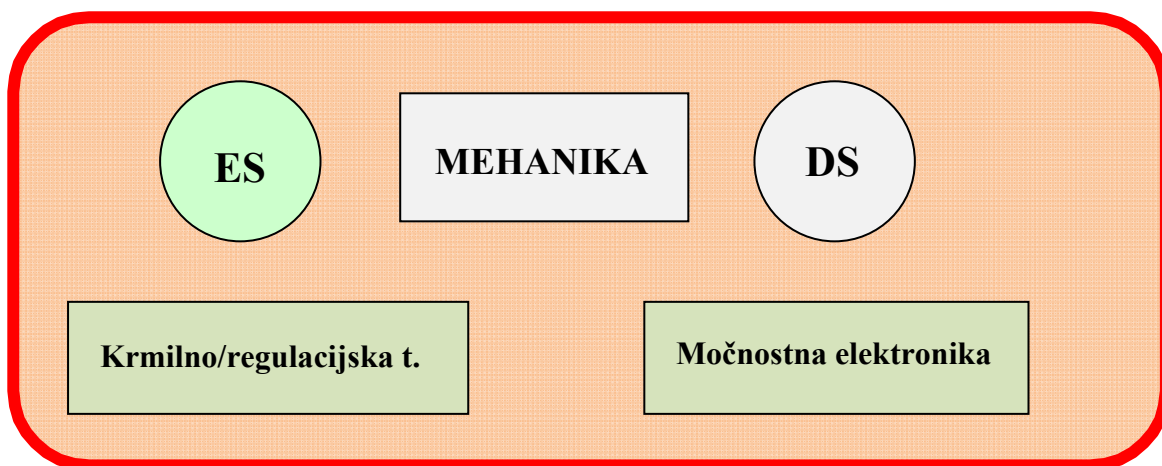 ES
MEHANIKA
DS
Krmilno/regulacijska t.
Močnostna elektronika